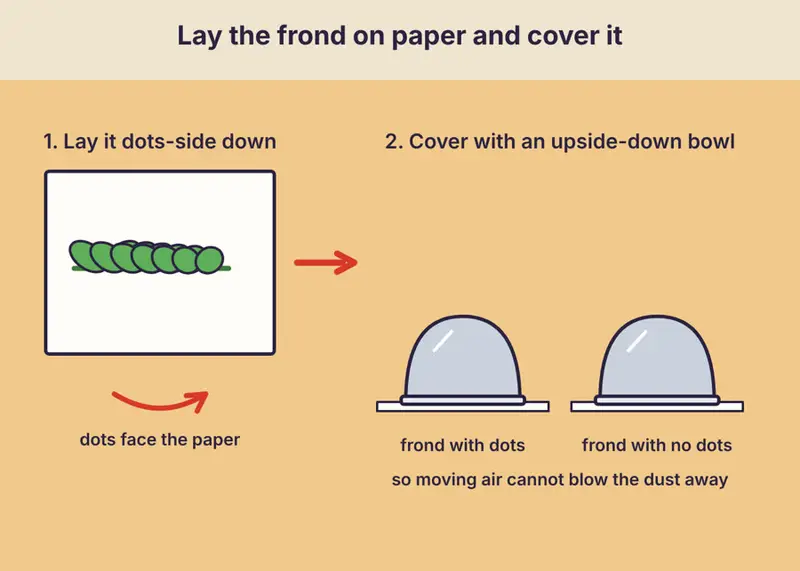 Lay the frond on paper and cover it
1. Lay it dots-side down
2. Cover with an upside-down bowl
dots face the paper
frond with dots
frond with no dots
so moving air cannot blow the dust away